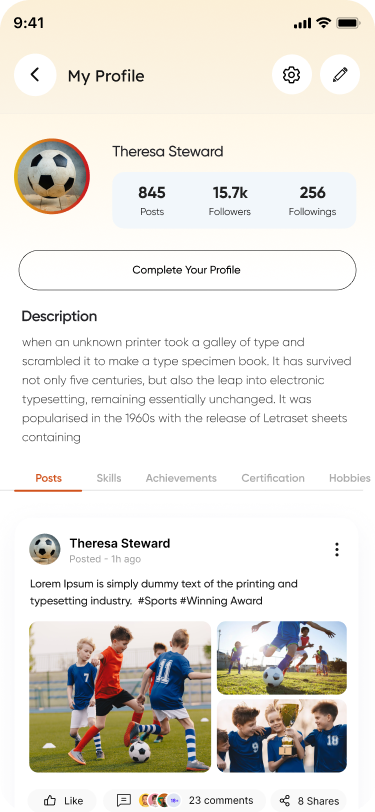 9:41
My Profile
Theresa Steward
845 15.7k 256
Posts Followers Followings
Complete Your Profile
Description
when an unknown printer took a galley of type and
scrambled it to make a type specimen book. It has survived
not only five centuries, but also the leap into electronic
typesetting, remaining essentially unchanged. It was
popularised in the 1960s with the release of Letraset sheets
containing
Posts Skills Achievements Certification Hobbies
Theresa Steward
Posted - 1h ago
Lorem Ipsum is simply dummy text of the printing and
typesetting industry. #Sports #Winning Award
11
9
18
Like 18+ 23 comments 8 Shares